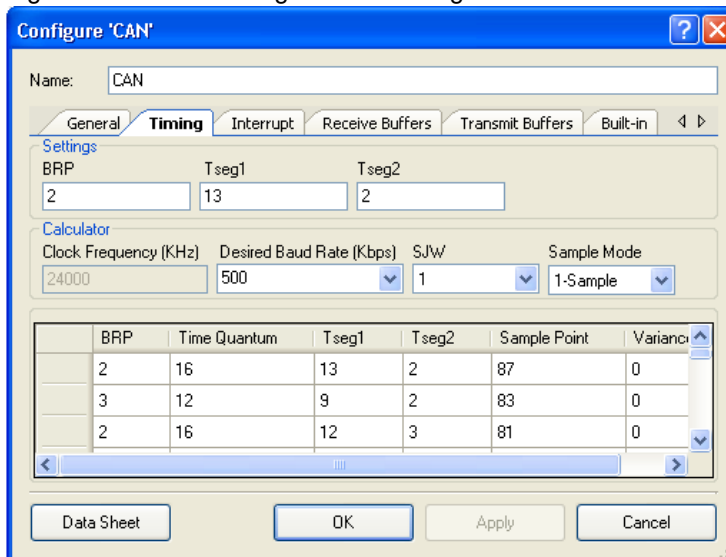 Configure 'CAN'
Name: CAN
General Timing Interrupt Receive Buffers Transmit Buffers Built-in
Settings
BRP Tseg1 Tseg2
2 13 2
Calculator
Clock Frequency (KHz) Desired Baud Rate (Kbps) SJW Sample Mode
24000 500 1 1-Sample
BRP Time Quantum Tseg1 Tseg2 Sample Point
2 16 13 2 87 0
3 12 9 2 83 0
2 16 12 3 81 0
Data Sheet OK Apply Cancel